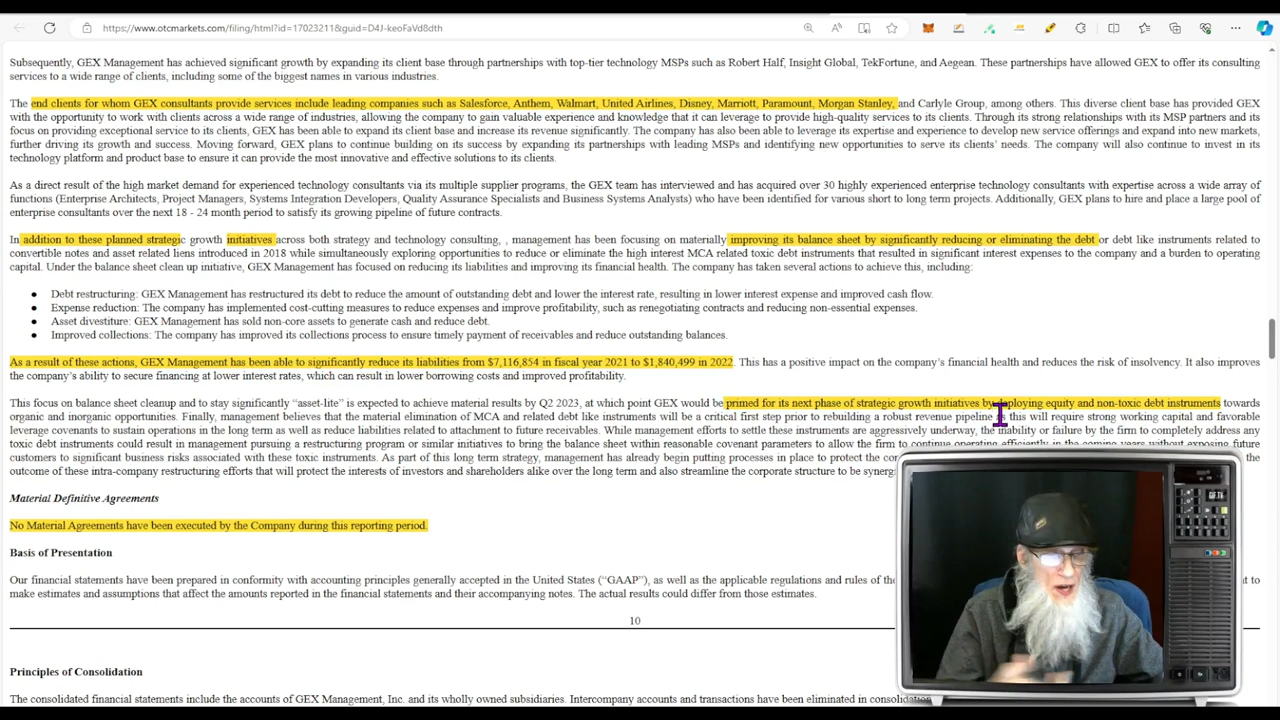 https://www.otcmarkets.com/filing/html?id=17023211&guid=D4J-keoFaVd8dth
Subsequently, GEX Management has achieved significant growth by expanding its client base through partnerships with top-tier technology MSPs such as Robert Half, Insight Global, TekFortune, and Aegean. These partnerships have allowed GEX to offer its consulting
services to a wide range of clients, including some of the biggest names in various industries.
The end clients for whom GEX consultants provide services include leading companies such as Salesforce, Anthem, Walmart, United Airlines, Disney, Marriott, Paramount, Morgan Stanley, and Carlyle Group, among others. This diverse client base has provided GEX
with the opportunity to work with clients across a wide range of industries, allowing the company to gain valuable experience and knowledge that it can leverage to provide high-quality services to its clients. Through its strong relationships with its MSP partners and its
focus on providing exceptional service to its clients, GEX has been able to expand its client base and increase its revenue significantly. The company has also been able to leverage its expertise and experience to develop new service offerings and expand into new markets,
further driving its growth and success. Moving forward, GEX plans to continue building on its success by expanding its partnerships with leading MSPs and identifying new opportunities to serve its clients' needs. The company will also continue to invest in its
technology platform and product base to ensure it can provide the most innovative and effective solutions to its clients.
As a direct result of the high market demand for experienced technology consultants via its multiple supplier programs, the GEX team has interviewed and has acquired over 30 highly experienced enterprise technology consultants with expertise across a wide array of
functions (Enterprise Architects, Project Managers, Systems Integration Developers, Quality Assurance Specialists and Business Systems Analysts) who have been identified for various short to long term projects. Additionally, GEX plans to hire and place a large pool of
enterprise consultants over the next 18 - 24 month period to satisfy its growing pipeline of future contracts.
In addition to these planned strategic growth initiatives across both strategy and technology consulting, , management has been focusing on materially improving its balance sheet by significantly reducing or eliminating the debt or debt like instruments related to
convertible notes and asset related liens introduced in 2018 while simultaneously exploring opportunities to reduce or eliminate the high interest MCA related toxic debt instruments that resulted in significant interest expenses to the company and a burden to operating
capital. Under the balance sheet clean up initiative, GEX Management has focused on reducing its liabilities and improving its financial health. The company has taken several actions to achieve this, including:
● Debt restructuring: GEX Management has restructured its debt to reduce the amount of outstanding debt and lower the interest rate, resulting in lower interest expense and improved cash flow.
● Expense reduction: The company has implemented cost-cutting measures to reduce expenses and improve profitability, such as renegotiating contracts and reducing non-essential expenses.
● Asset divestiture: GEX Management has sold non-core assets to generate cash and reduce debt.
● Improved collections: The company has improved its collections process to ensure timely payment of receivables and reduce outstanding balances.
As a result of these actions, GEX Management has been able to significantly reduce its liabilities from $7,116,854 in fiscal year 2021 to $1,840,499 in 2022. This has a positive impact on the company's financial health and reduces the risk of insolvency. It also improves
the company's ability to secure financing at lower interest rates, which can result in lower borrowing costs and improved profitability.
This focus on balance sheet cleanup and to stay significantly "asset-lite" is expected to achieve material results by Q2 2023, at which point GEX would be primed for its next phase of strategic growth initiatives by employing equity and non-toxic debt instruments towards
organic and inorganic opportunities. Finally, management believes that the material elimination of MCA and related debt like instruments will be a critical first step prior to rebuilding a robust revenue pipeline as this will require strong working capital and favorable
leverage covenants to sustain operations in the long term as well as reduce liabilities related to attachment to future receivables. While management efforts to settle these instruments are aggressively underway, the inability or failure by the firm to completely address any
toxic debt instruments could result in management pursuing a restructuring program or similar initiatives to bring the balance sheet within reasonable covenant parameters to allow the firm to continue operating efficiently in the coming years without exposing future
customers to significant business risks associated with these toxic instruments. As part of this long term strategy, management has already begun putting processes in place to protect the the
outcome of these intra-company restructuring efforts that will protect the interests of investors and shareholders alike over the long term and also streamline the corporate structure to be
Material Definitive Agreements
No Material Agreements have been executed by the Company during this reporting period.
Basis of Presentation
Our financial statements have been prepared in conformity with accounting principles generally accepted in the United States ("GAAP"), as well as the applicable regulations and rules of the to
make estimates and assumptions that affect the amounts reported in the financial statements and their accompanying notes. The actual results could differ from those estimates.
10
Principles of Consolidation
The consolidated financial statements include the accounts of GEX Management, Inc. and its wholly owned subsidiaries. Intercompany accounts and transactions have been eliminated in consolidation
GIF.TV